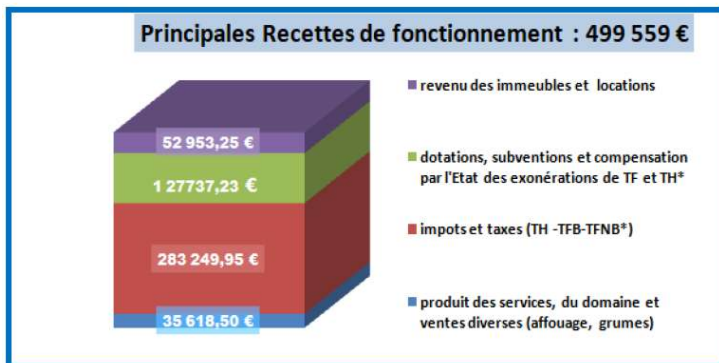 Principales Recettes de fonctionnement : 499 559 €
revenu des immeubles et locations
52 953,25 €
dotations, subventions et compensation
par l'Etat des exonérations de TF et TH*
1 27737,23 €
impots et taxes (TH -TFB-TFNB*)
283 249,95 €
produit des services, du domaine et
ventes diverses (affouage, grumes)
35 618,50 €